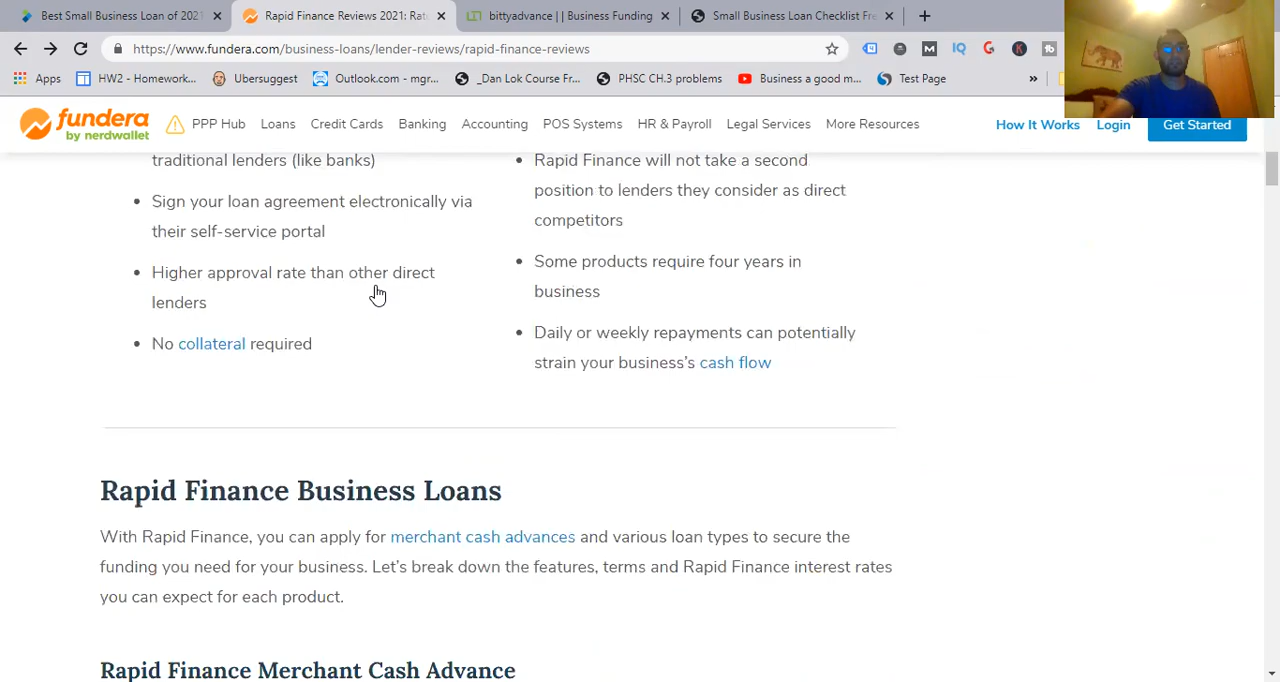 Best Small Business Loan of 2021
Rapid Finance Reviews 2021: Rat
bittyadvance || Business Funding
Small Business Loan Checklist Fre
https://www.fundera.com/business-loans/lender-reviews/rapid-finance-reviews
Apps
HW2 - Homework...
Ubersuggest
Outlook.com - mgr...
_Dan Lok Course Fr...
PHSC CH.3 problems
Business a good m...
Test Page
»
fundera
by nerdwallet
PPP Hub
Loans
Credit Cards
Banking
Accounting
POS Systems
HR & Payroll
Legal Services
More Resources
How It Works
Login
Get Started
traditional lenders (like banks)
• Sign your loan agreement electronically via
their self-service portal
• Higher approval rate than other direct
lenders
• No collateral required
• Rapid Finance will not take a second
position to lenders they consider as direct
competitors
• Some products require four years in
business
• Daily or weekly repayments can potentially
strain your business's cash flow
Rapid Finance Business Loans
With Rapid Finance, you can apply for merchant cash advances and various loan types to secure the
funding you need for your business. Let's break down the features, terms and Rapid Finance interest rates
you can expect for each product.
Rapid Finance Merchant Cash Advance